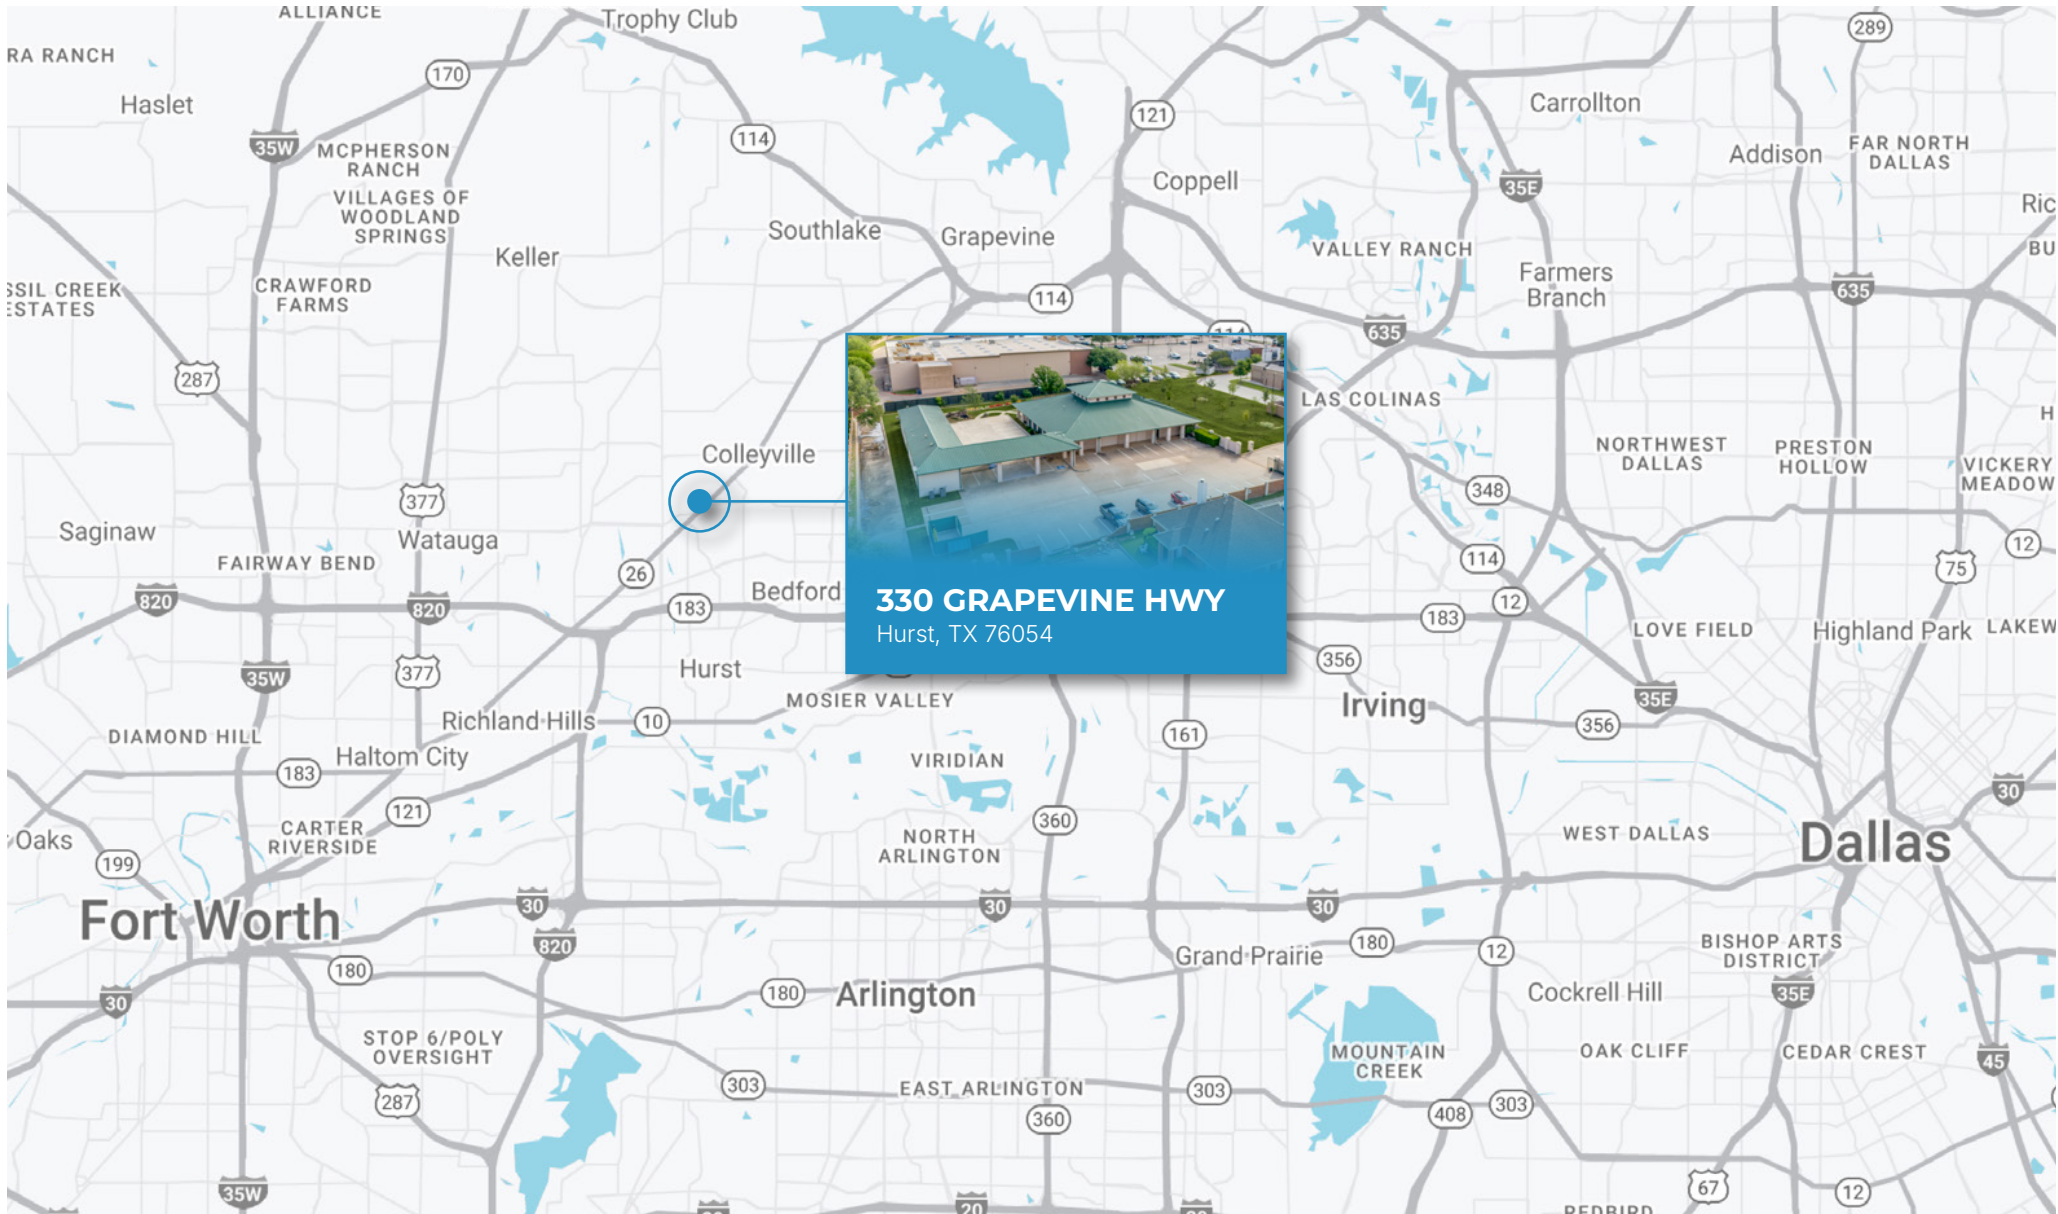 ALLIANCE
Trophy Club
289
RA RANCH
170
Haslet
121
Carrollton
114
35W
MCPHERSON
RANCH
Addison
FAR NORTH
DALLAS
Coppell
35E
VILLAGES OF
WOODLAND
SPRINGS
Ric
Southlake
Grapevine
VALLEY RANCH
BU
Keller
Farmers
Branch
SSIL CREEK
ESTATES
CRAWFORD
FARMS
114
635
114
635
287
LAS COLINAS
H
Colleyville
NORTHWEST
DALLAS
PRESTON
HOLLOW
VICKERY
MEADOW
377
348
Saginaw
Watauga
12
FAIRWAY BEND
26
114
75
820
820
183
Bedford
330 GRAPEVINE HWY
Hurst, TX 76054
183
12
LOVE FIELD
Highland Park
LAKEW
356
35W
377
Hurst
MOSIER VALLEY
Irving
35E
Richland Hills
10
356
DIAMOND HILL
161
Haltom City
VIRIDIAN
183
30
121
360
Oaks
CARTER
RIVERSIDE
NORTH
ARLINGTON
WEST DALLAS
Dallas
199
Fort Worth
30
30
30
820
180
12
BISHOP ARTS
DISTRICT
Grand Prairie
180
30
180
Arlington
Cockrell Hill
35E
STOP 6/POLY
OVERSIGHT
MOUNTAIN
CREEK
OAK CLIFF
CEDAR CREST
45
303
EAST ARLINGTON
303
287
408
303
360
35W
67
12
20
REDBIRD